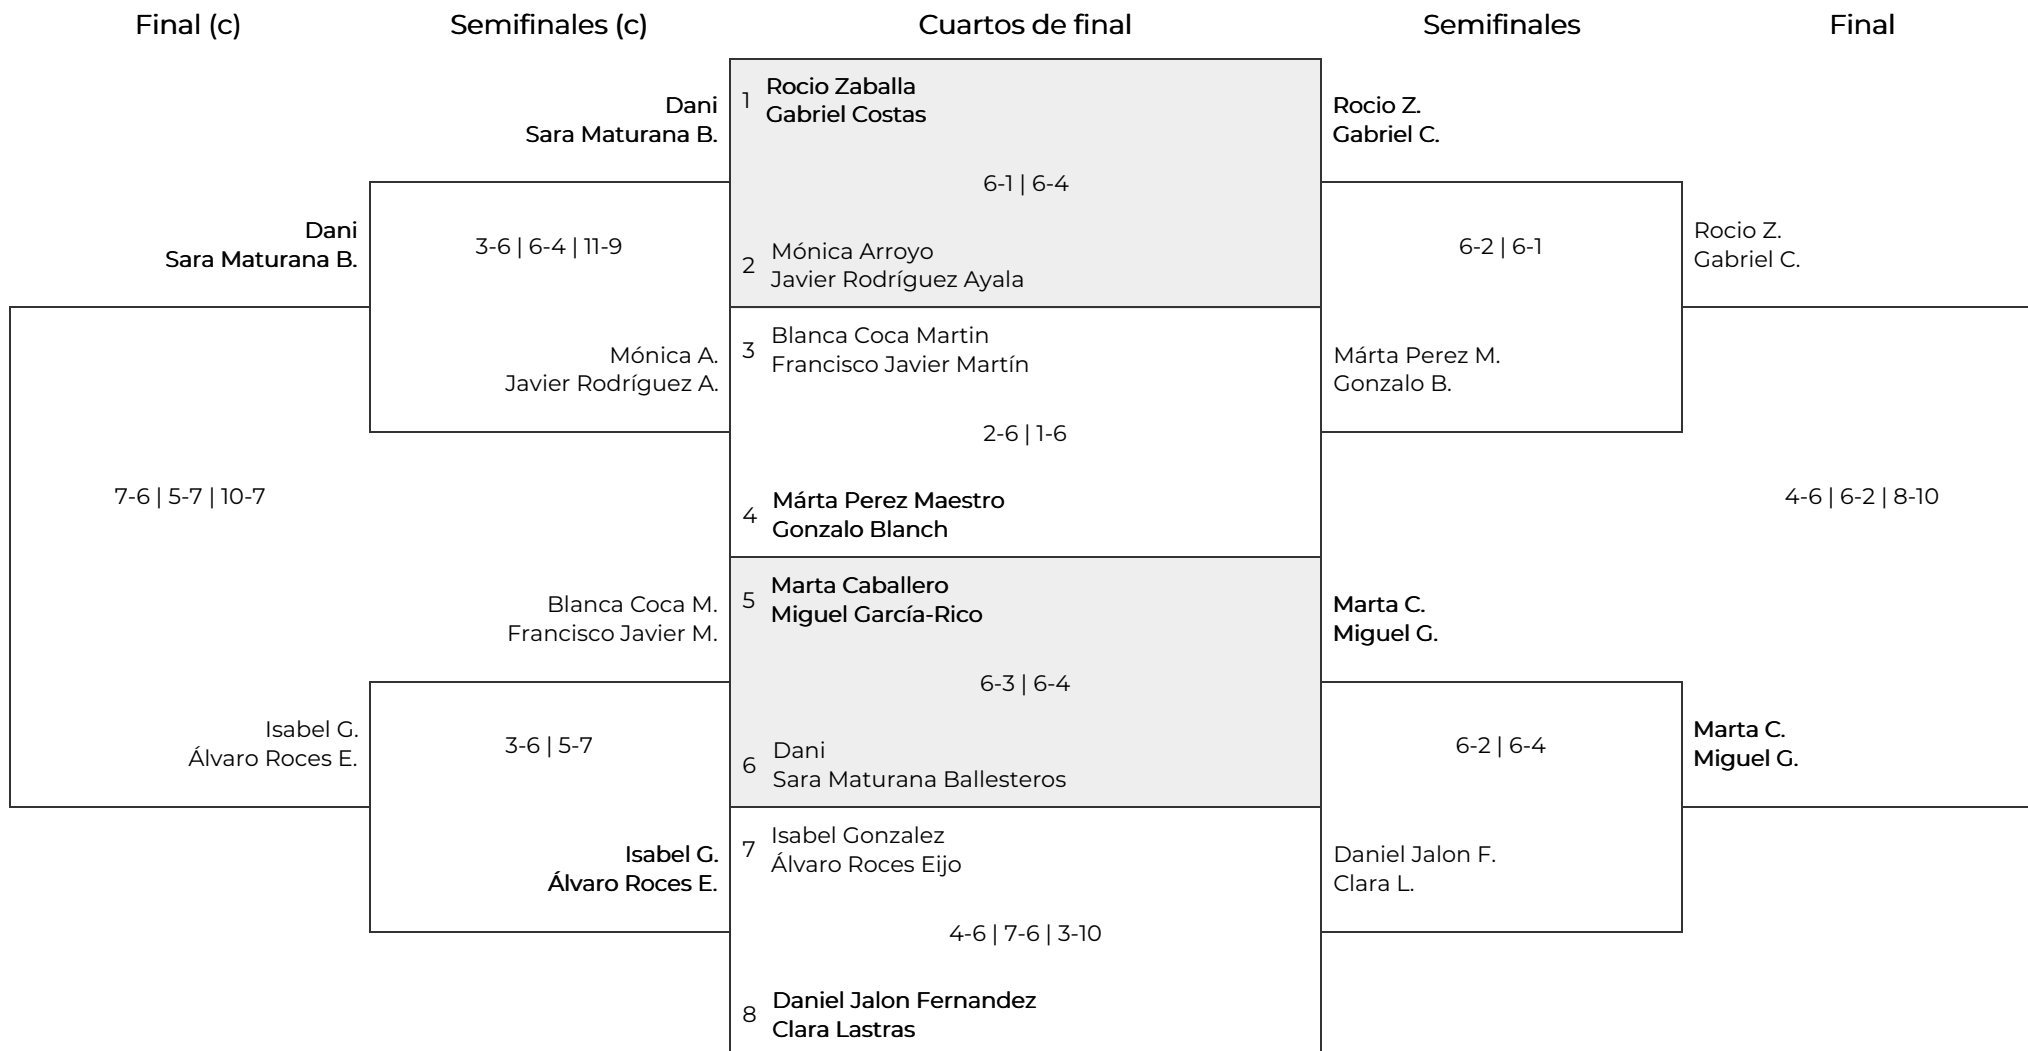 Final (c)
Semifinales (c)
Cuartos de final
Semifinales
Final
Dani
Sara Maturana B.
3-6 | 6-4 | 11-9
Mónica A.
Javier Rodríguez A.
Dani
Sara Maturana B.
7-6 | 5-7 | 10-7
Isabel G.
Álvaro Roces E.
Blanca Coca M.
Francisco Javier M.
3-6 | 5-7
Isabel G.
Álvaro Roces E.
1
Rocio Zaballa
Gabriel Costas
6-1 | 6-4
2
Mónica Arroyo
Javier Rodríguez Ayala
3
Blanca Coca Martin
Francisco Javier Martín
2-6 | 1-6
4
Márta Perez Maestro
Gonzalo Blanch
5
Marta Caballero
Miguel García-Rico
6-3 | 6-4
6
Dani
Sara Maturana Ballesteros
7
Isabel Gonzalez
Álvaro Roces Eijo
4-6 | 7-6 | 3-10
8
Daniel Jalon Fernandez
Clara Lastras
Rocio Z.
Gabriel C.
6-2 | 6-1
Márta Perez M.
Gonzalo B.
Marta C.
Miguel G.
6-2 | 6-4
Daniel Jalon F.
Clara L.
Rocio Z.
Gabriel C.
4-6 | 6-2 | 8-10
Marta C.
Miguel G.